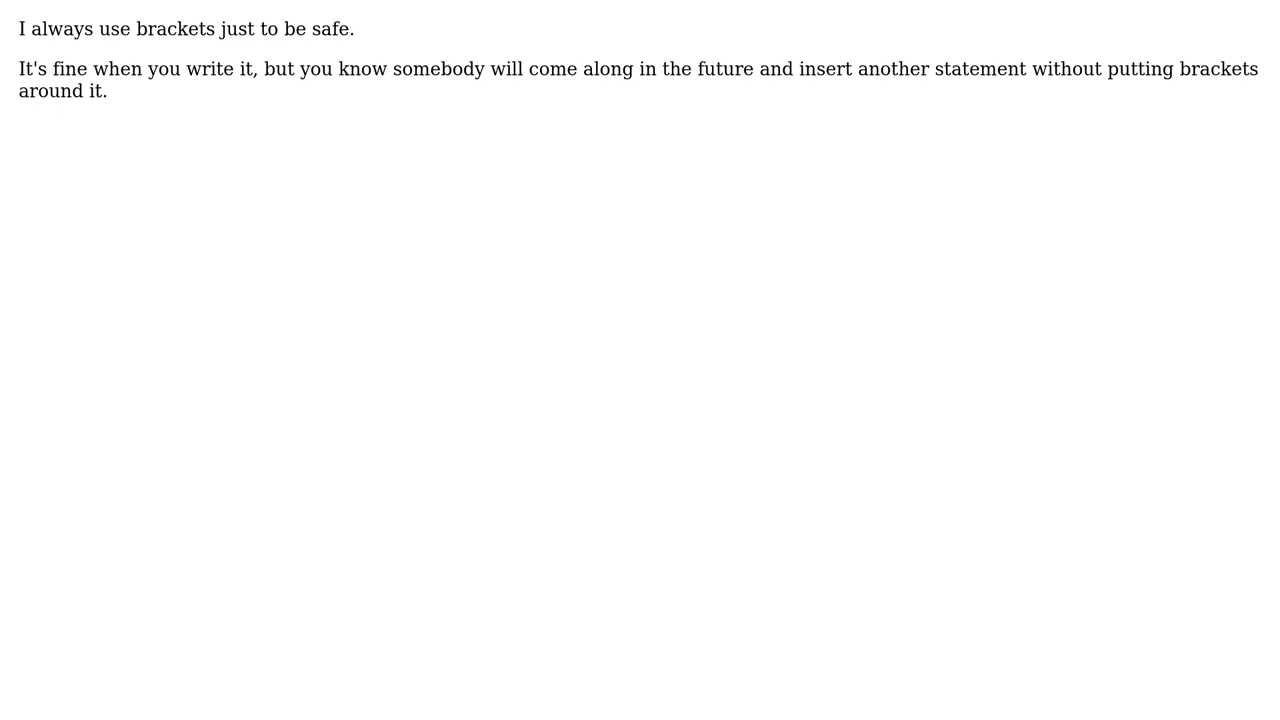 I always use brackets just to be safe.
It's fine when you write it, but you know somebody will come along in the future and insert another statement without putting brackets
around it.